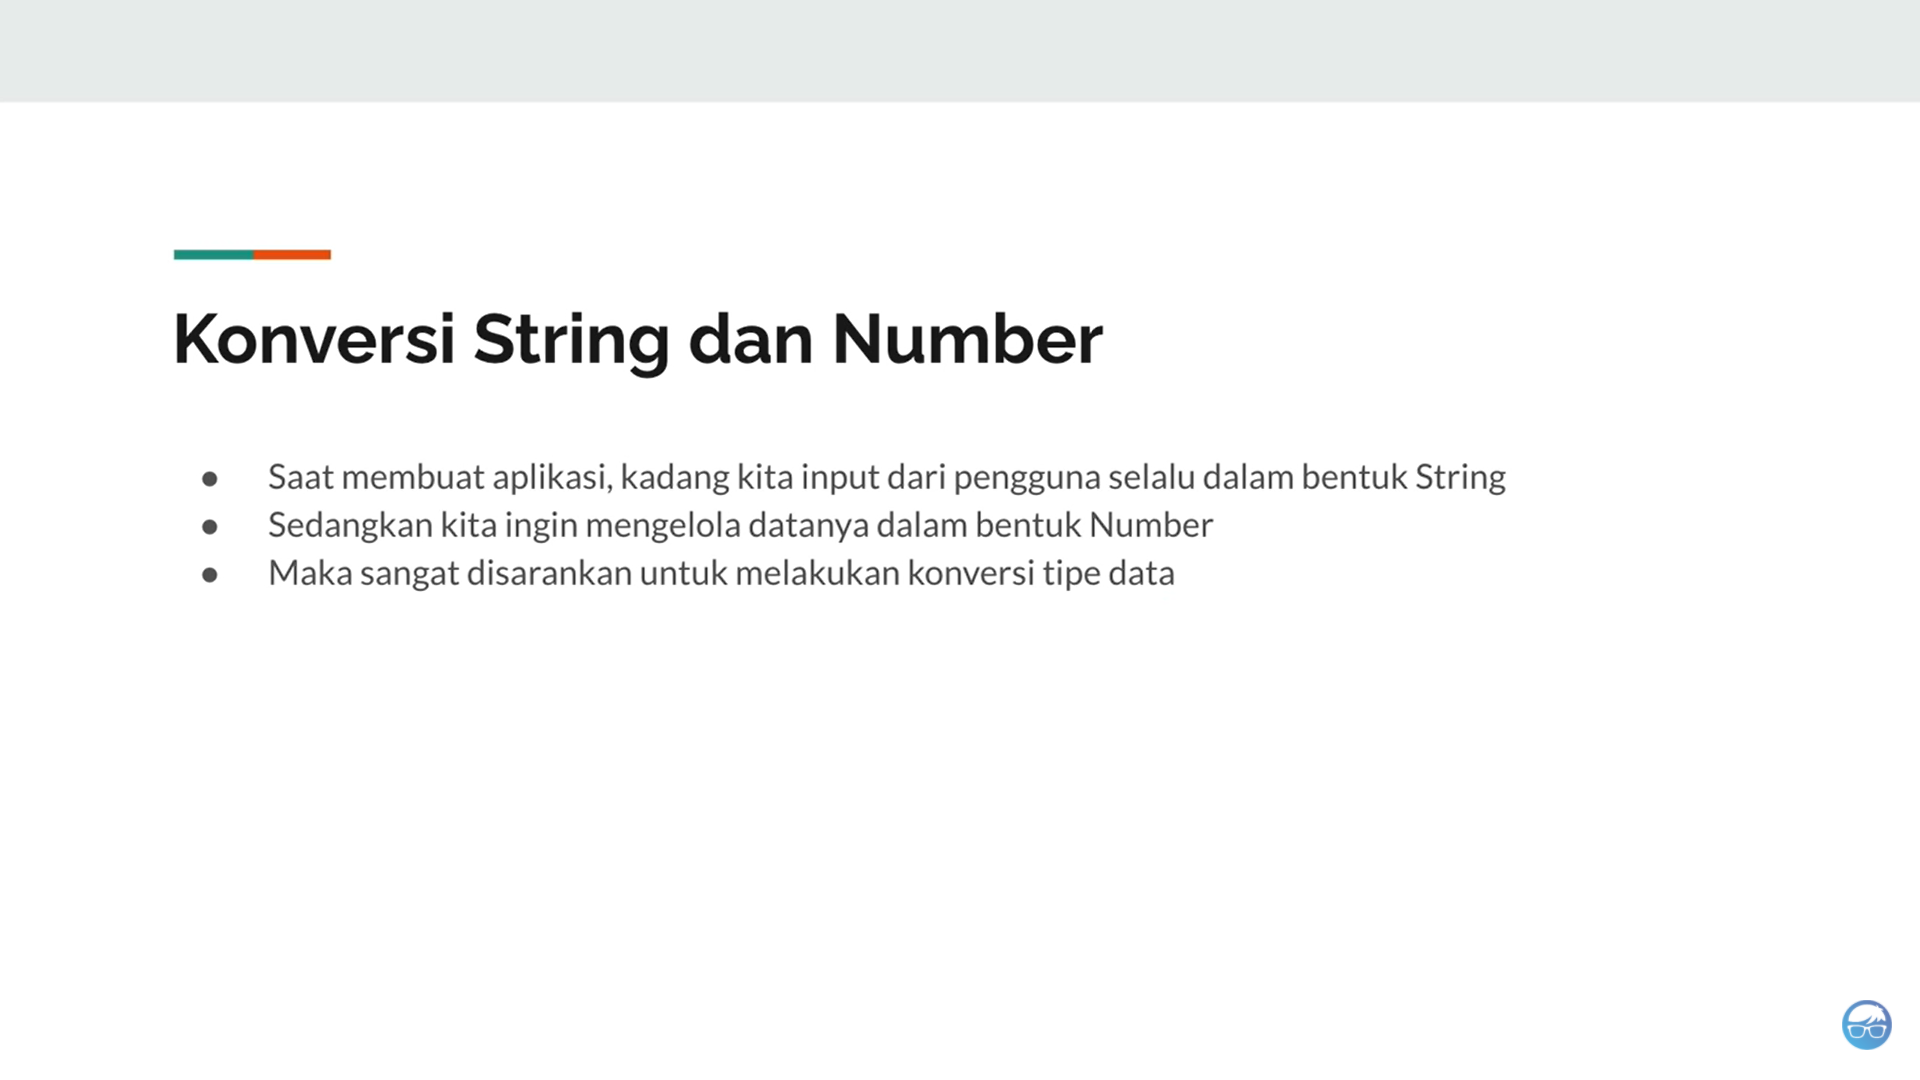 Konversi String dan Number
● Saat membuat aplikasi, kadang kita input dari pengguna selalu dalam bentuk String
● Sedangkan kita ingin mengelola datanya dalam bentuk Number
● Maka sangat disarankan untuk melakukan konversi tipe data